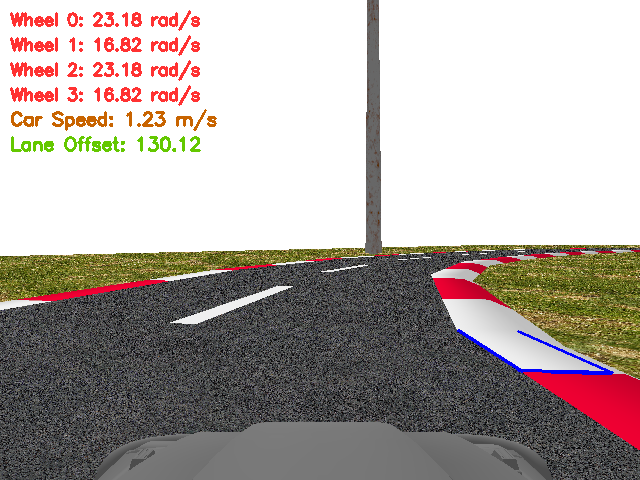 Wheel 0: 23.18 rad/s
Wheel 1: 16.82 rad/s
Wheel 2: 23.18 rad/s
Wheel 3: 16.82 rad/s
Car Speed: 1.23 m/s
Lane Offset: 130.12